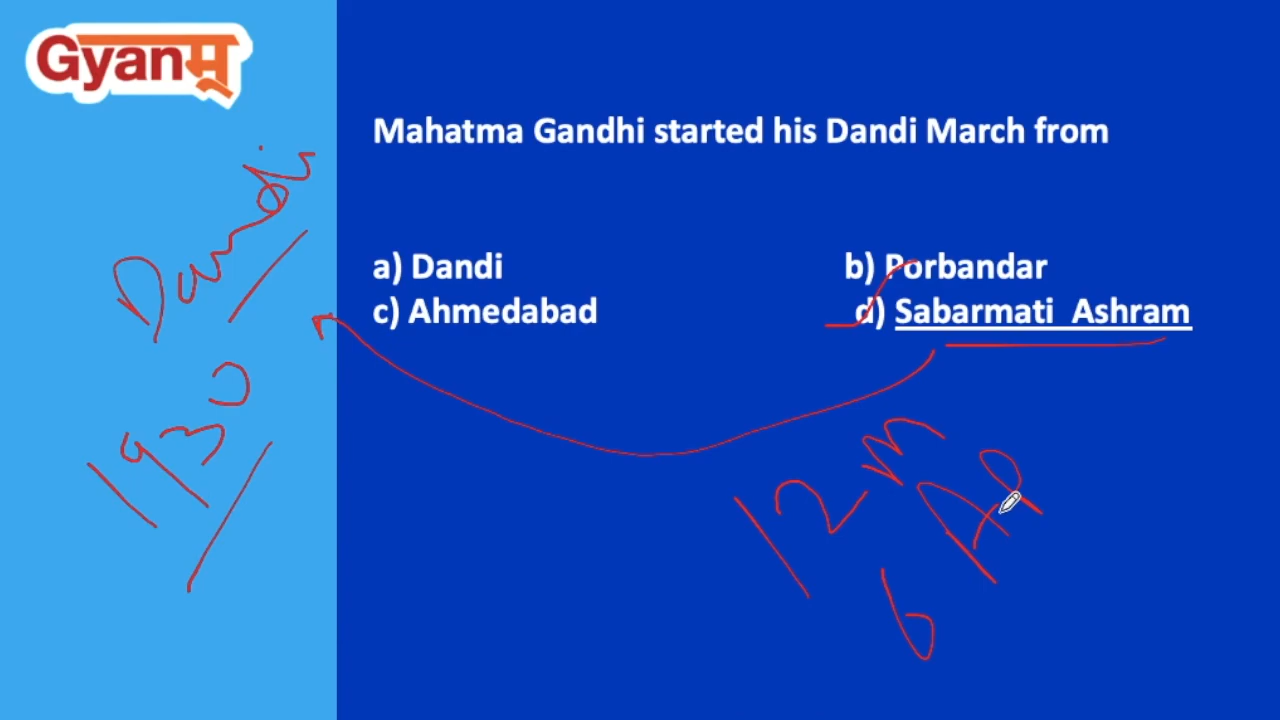 Gyanम्
Mahatma Gandhi started his Dandi March from
a) Dandi
b) Porbandar
c) Ahmedabad
d) Sabarmati Ashram
Dandi
1930
12 m
6 Ap